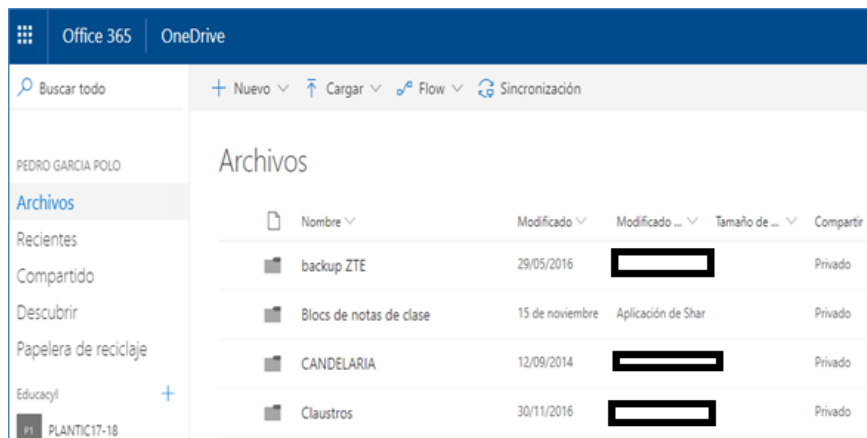 Office 365 OneDrive
Buscar todo
+ Nuevo Cargar Flow Sincronización
PEDRO GARCIA POLO
Archivos
Recientes
Compartido
Descubrir
Papelera de reciclaje
Educacyl +
P1 PLANTIC17-18
Archivos
Nombre Modificado Modificado ... Tamaño de ... Compartir
backup ZTE 29/05/2016 Privado
Blocs de notas de clase 15 de noviembre Aplicación de Shar Privado
CANDELARIA 12/09/2014 Privado
Claustros 30/11/2016 Privado